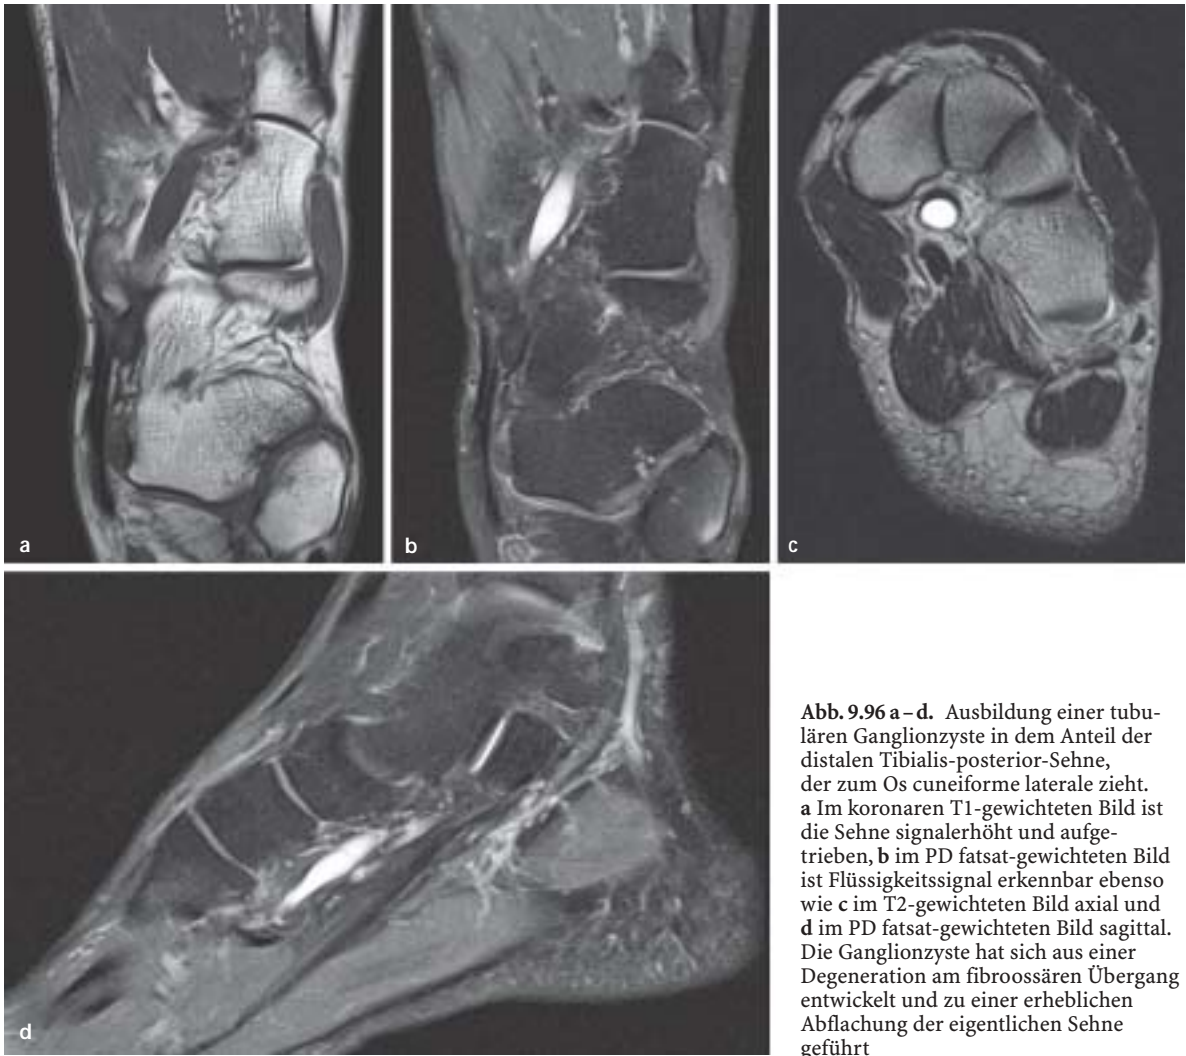 a
b
c
d
Abb. 9.96 a – d. Ausbildung einer tubu-
lären Ganglionzyste in dem Anteil der
distalen Tibialis-posterior-Sehne,
der zum Os cuneiforme laterale zieht.
a Im koronaren T1-gewichteten Bild ist
die Sehne signalerhöht und aufge-
trieben, b im PD fatsat-gewichteten Bild
ist Flüssigkeitssignal erkennbar ebenso
wie c im T2-gewichteten Bild axial und
d im PD fatsat-gewichteten Bild sagittal.
Die Ganglionzyste hat sich aus einer
Degeneration am fibroossären Übergang
entwickelt und zu einer erheblichen
Abflachung der eigentlichen Sehne
geführt